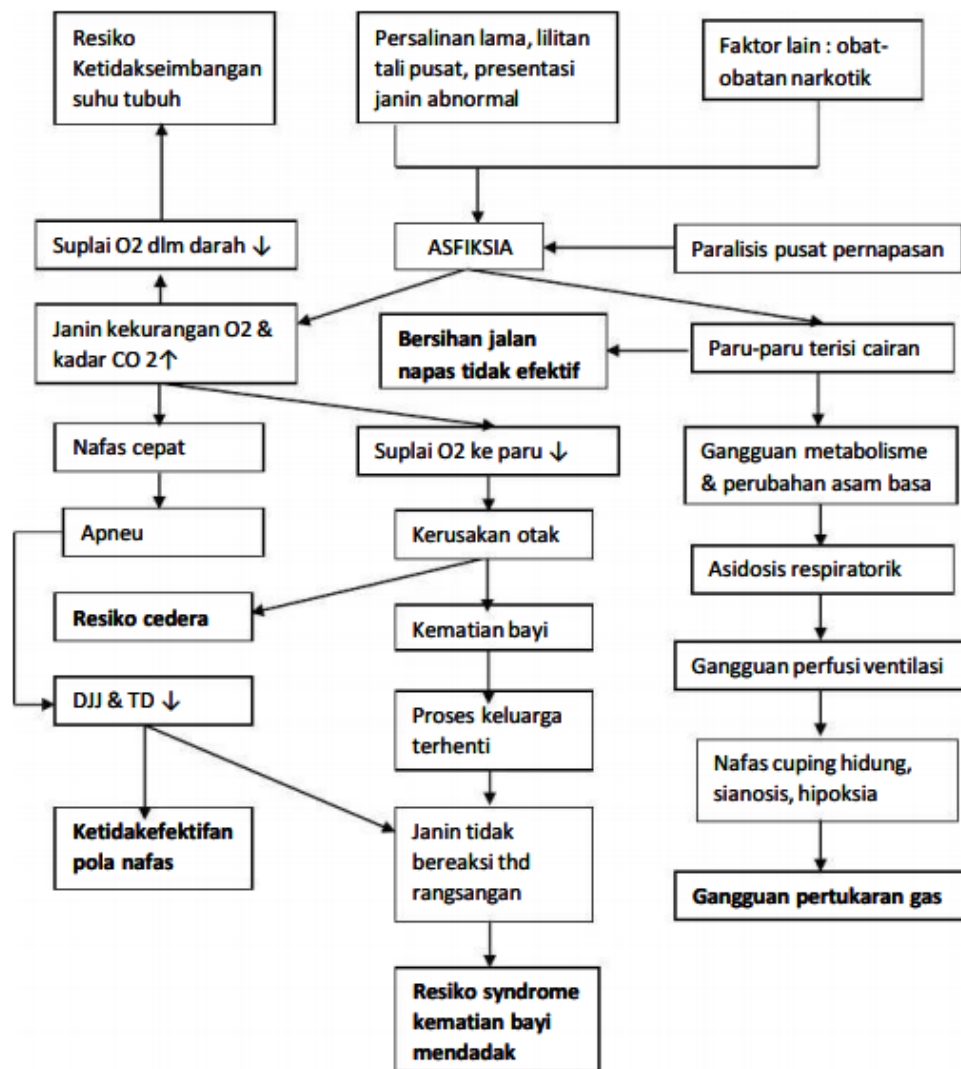 Resiko
Ketidakseimbangan
suhu tubuh
Persalinan lama, lilitan
tali pusat, presentasi
janin abnormal
Faktor lain : obat-
obatan narkotik
Suplai O2 dlm darah ↓
ASFIKSIA
Paralisis pusat pernapasan
Janin kekurangan O2 &
kadar CO 2↑
Bersihan jalan
napas tidak efektif
Paru-paru terisi cairan
Nafas cepat
Suplai O2 ke paru ↓
Gangguan metabolisme
& perubahan asam basa
Apneu
Kerusakan otak
Asidosis respiratorik
Resiko cedera
Kematian bayi
Gangguan perfusi ventilasi
DJJ & TD ↓
Proses keluarga
terhenti
Nafas cuping hidung,
sianosis, hipoksia
Ketidakefektifan
pola nafas
Janin tidak
bereaksi thd
rangsangan
Gangguan pertukaran gas
Resiko syndrome
kematian bayi
mendadak